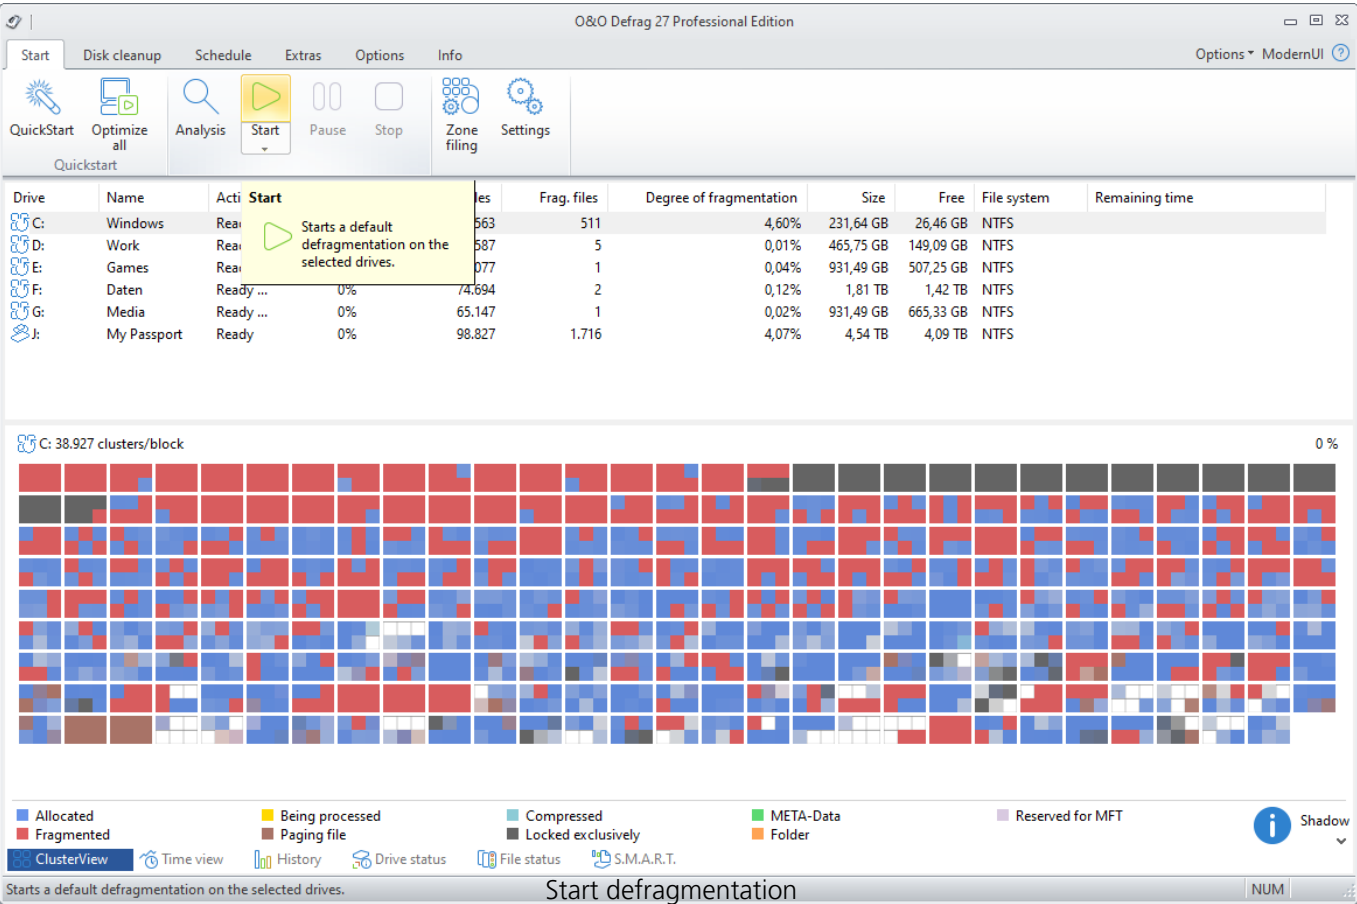 O&O Defrag 27 Professional Edition
Start Disk cleanup Schedule Extras Options Info Options ModernUI ?
QuickStart Optimize all Analysis Start Pause Stop Zone filing Settings
Quickstart
Drive Name Acti Start les Frag. files Degree of fragmentation Size Free File system Remaining time
Starts a default
defragmentation on the
selected drives.
C: Windows Rea 563 511 4,60% 231,64 GB 26,46 GB NTFS
D: Work Rea 587 5 0,01% 465,75 GB 149,09 GB NTFS
E: Games Rea 077 1 0,04% 931,49 GB 507,25 GB NTFS
F: Daten Ready ... 0% 74.694 2 0,12% 1,81 TB 1,42 TB NTFS
G: Media Ready ... 0% 65.147 1 0,02% 931,49 GB 665,33 GB NTFS
J: My Passport Ready 0% 98.827 1.716 4,07% 4,54 TB 4,09 TB NTFS
C: 38.927 clusters/block 0 %
Allocated Being processed Compressed META-Data Reserved for MFT
Fragmented Paging file Locked exclusively Folder
i Shadow
ClusterView Time view History Drive status File status S.M.A.R.T.
Starts a default defragmentation on the selected drives. Start defragmentation NUM